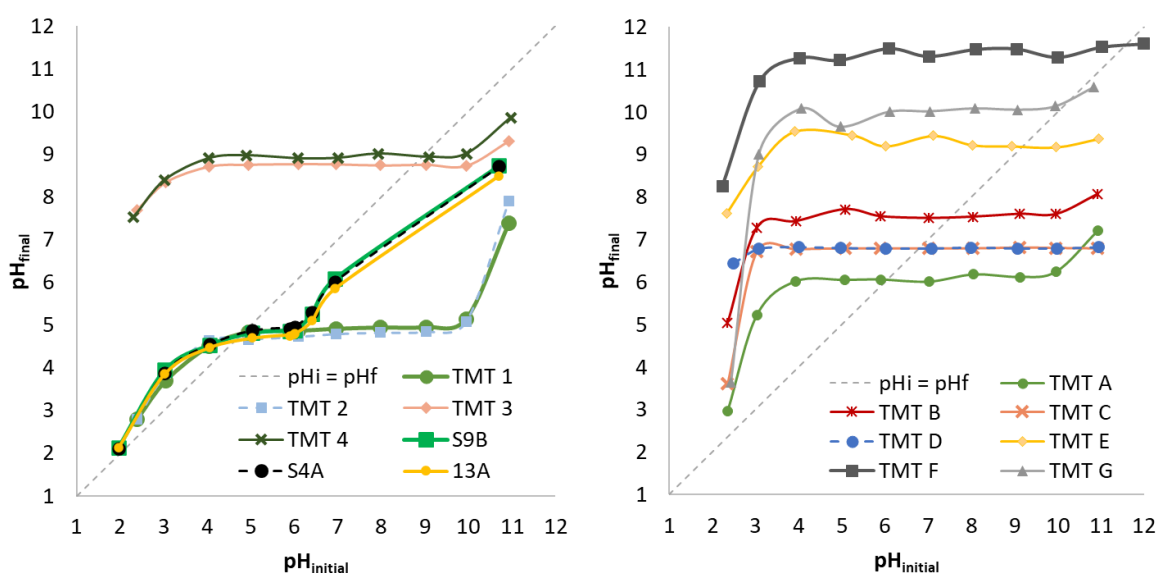 12
11
10
9
8
7
6
5
4
3
2
1
pHfinal
pHi = pHf
TMT 1
TMT 2
TMT 3
TMT 4
S9B
S4A
13A
1 2 3 4 5 6 7 8 9 10 11 12
pHinitial
12
11
10
9
8
7
6
5
4
3
2
1
pHfinal
pHi = pHf
TMT A
TMT B
TMT C
TMT D
TMT E
TMT F
TMT G
1 2 3 4 5 6 7 8 9 10 11 12
pHinitial